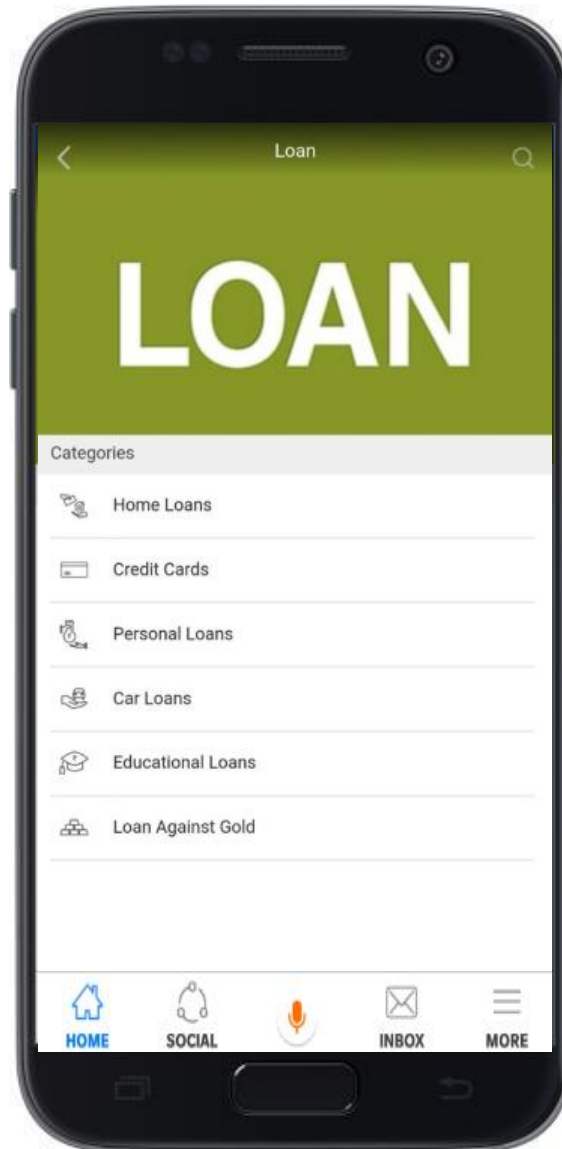 Loan
LOAN
Categories
Home Loans
Credit Cards
Personal Loans
Car Loans
Educational Loans
Loan Against Gold
HOME SOCIAL INBOX MORE